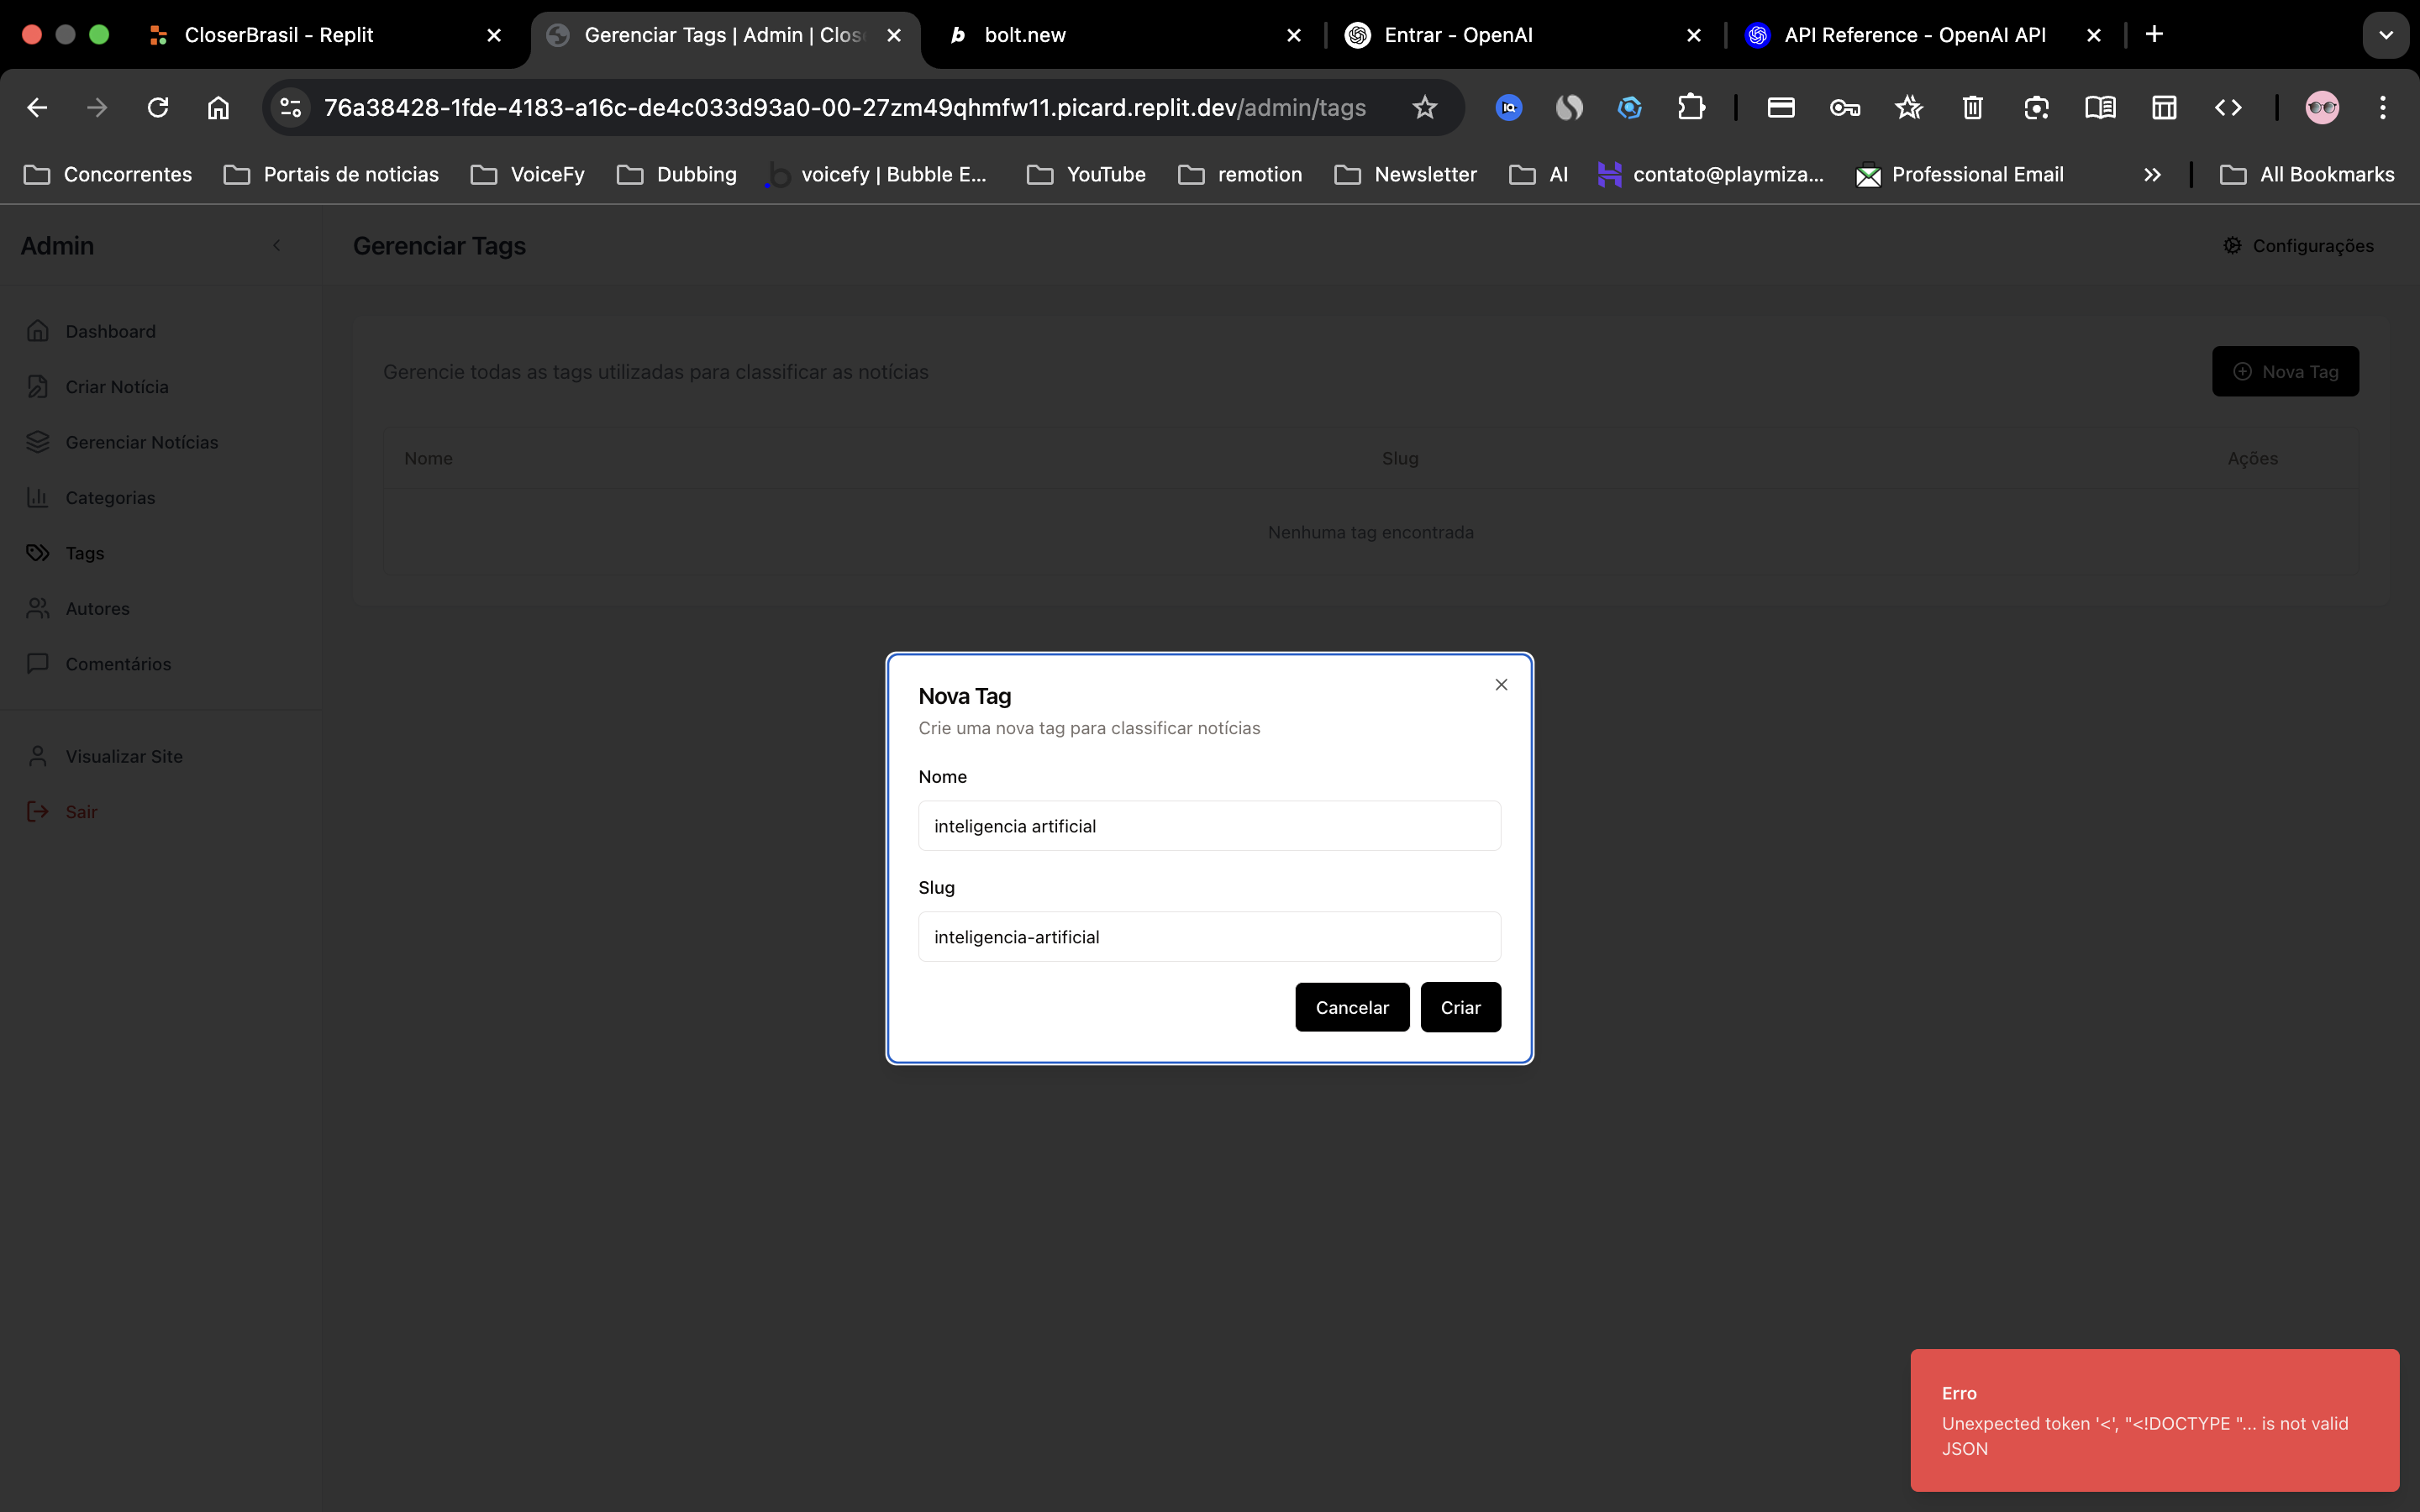 CloserBrasil - Replit
Gerenciar Tags | Admin | Clos
bolt.new
Entrar - OpenAI
API Reference - OpenAI API
76a38428-1fde-4183-a16c-de4c033d93a0-00-27zm49qhmfw11.picard.replit.dev/admin/tags
Concorrentes
Portais de noticias
VoiceFy
Dubbing
voicefy | Bubble E...
YouTube
remotion
Newsletter
AI
contato@playmiza...
Professional Email
All Bookmarks
Admin
Gerenciar Tags
Configurações
Dashboard
Criar Notícia
Gerenciar Notícias
Categorias
Tags
Autores
Comentários
Visualizar Site
Sair
Gerencie todas as tags utilizadas para classificar as notícias
Nova Tag
Nome
Slug
Ações
Nenhuma tag encontrada
Nova Tag
Crie uma nova tag para classificar notícias
Nome
inteligencia artificial
Slug
inteligencia-artificial
Cancelar
Criar
Erro
Unexpected token '<', "<!DOCTYPE "... is not valid
JSON